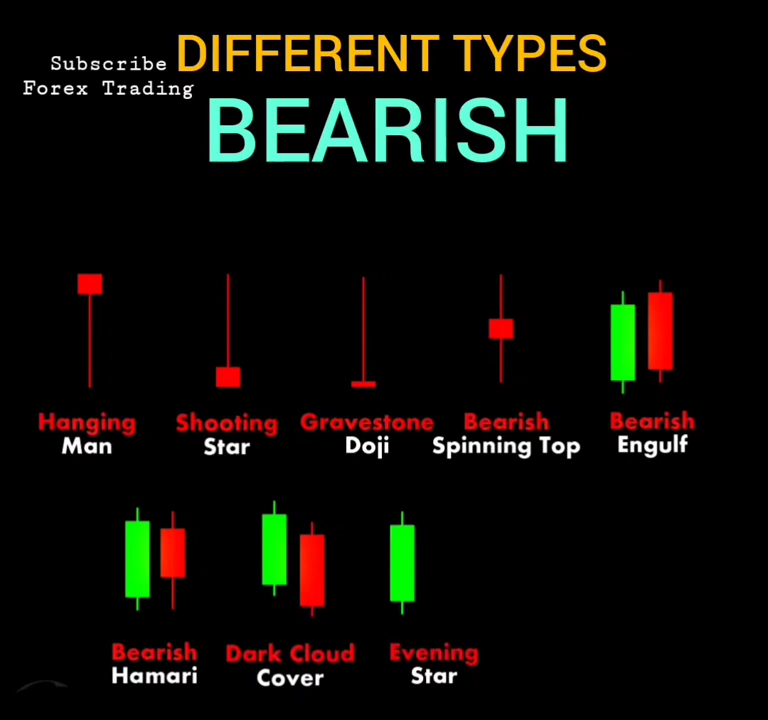 DIFFERENT TYPES
Subscribe
Forex Trading
BEARISH
Hanging
Man
Shooting
Star
Gravestone
Doji
Bearish
Spinning Top
Bearish
Engulf
Bearish
Hamari
Dark Cloud
Cover
Evening
Star